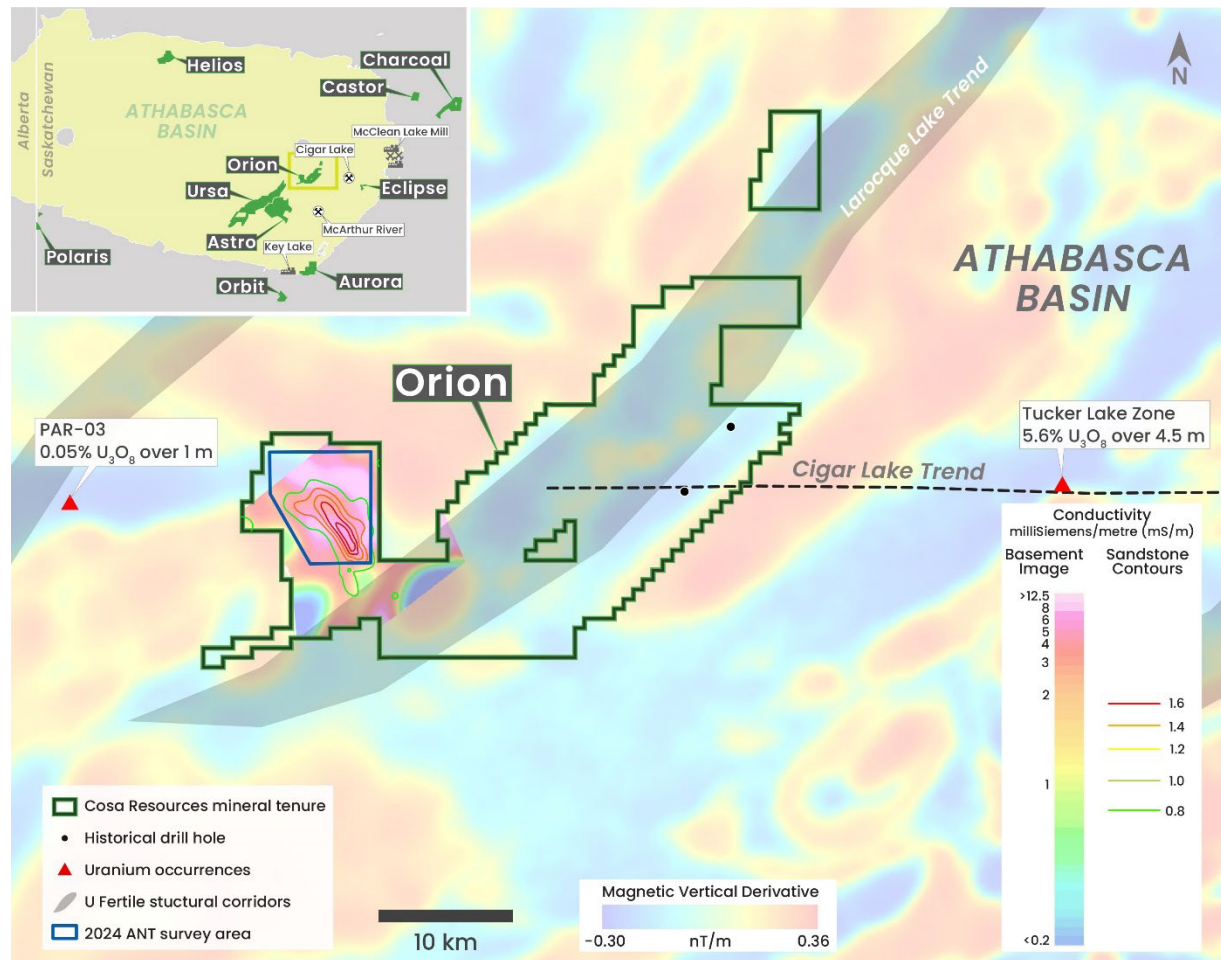 Alberta
Saskatchewan
Helios
ATHABASCA
BASIN
Charcoal
Castor
McClean Lake Mill
Cigar Lake
Orion
Ursa
Eclipse
Astro
McArthur River
Key Lake
Polaris
Orbit
Aurora
N
Larocque Lake Trend
ATHABASCA
BASIN
Orion
PAR-03
0.05% U₃O₈ over 1 m
Tucker Lake Zone
5.6% U₃O₈ over 4.5 m
Cigar Lake Trend
Conductivity
milliSiemens/metre (mS/m)
Basement
Image
Sandstone
Contours
>12.5
8
6
5
4
3
2
1
<0.2
1.6
1.4
1.2
1.0
0.8
Cosa Resources mineral tenure
Historical drill hole
Uranium occurrences
U Fertile stuctural corridors
2024 ANT survey area
10 km
Magnetic Vertical Derivative
-0.30 nT/m 0.36